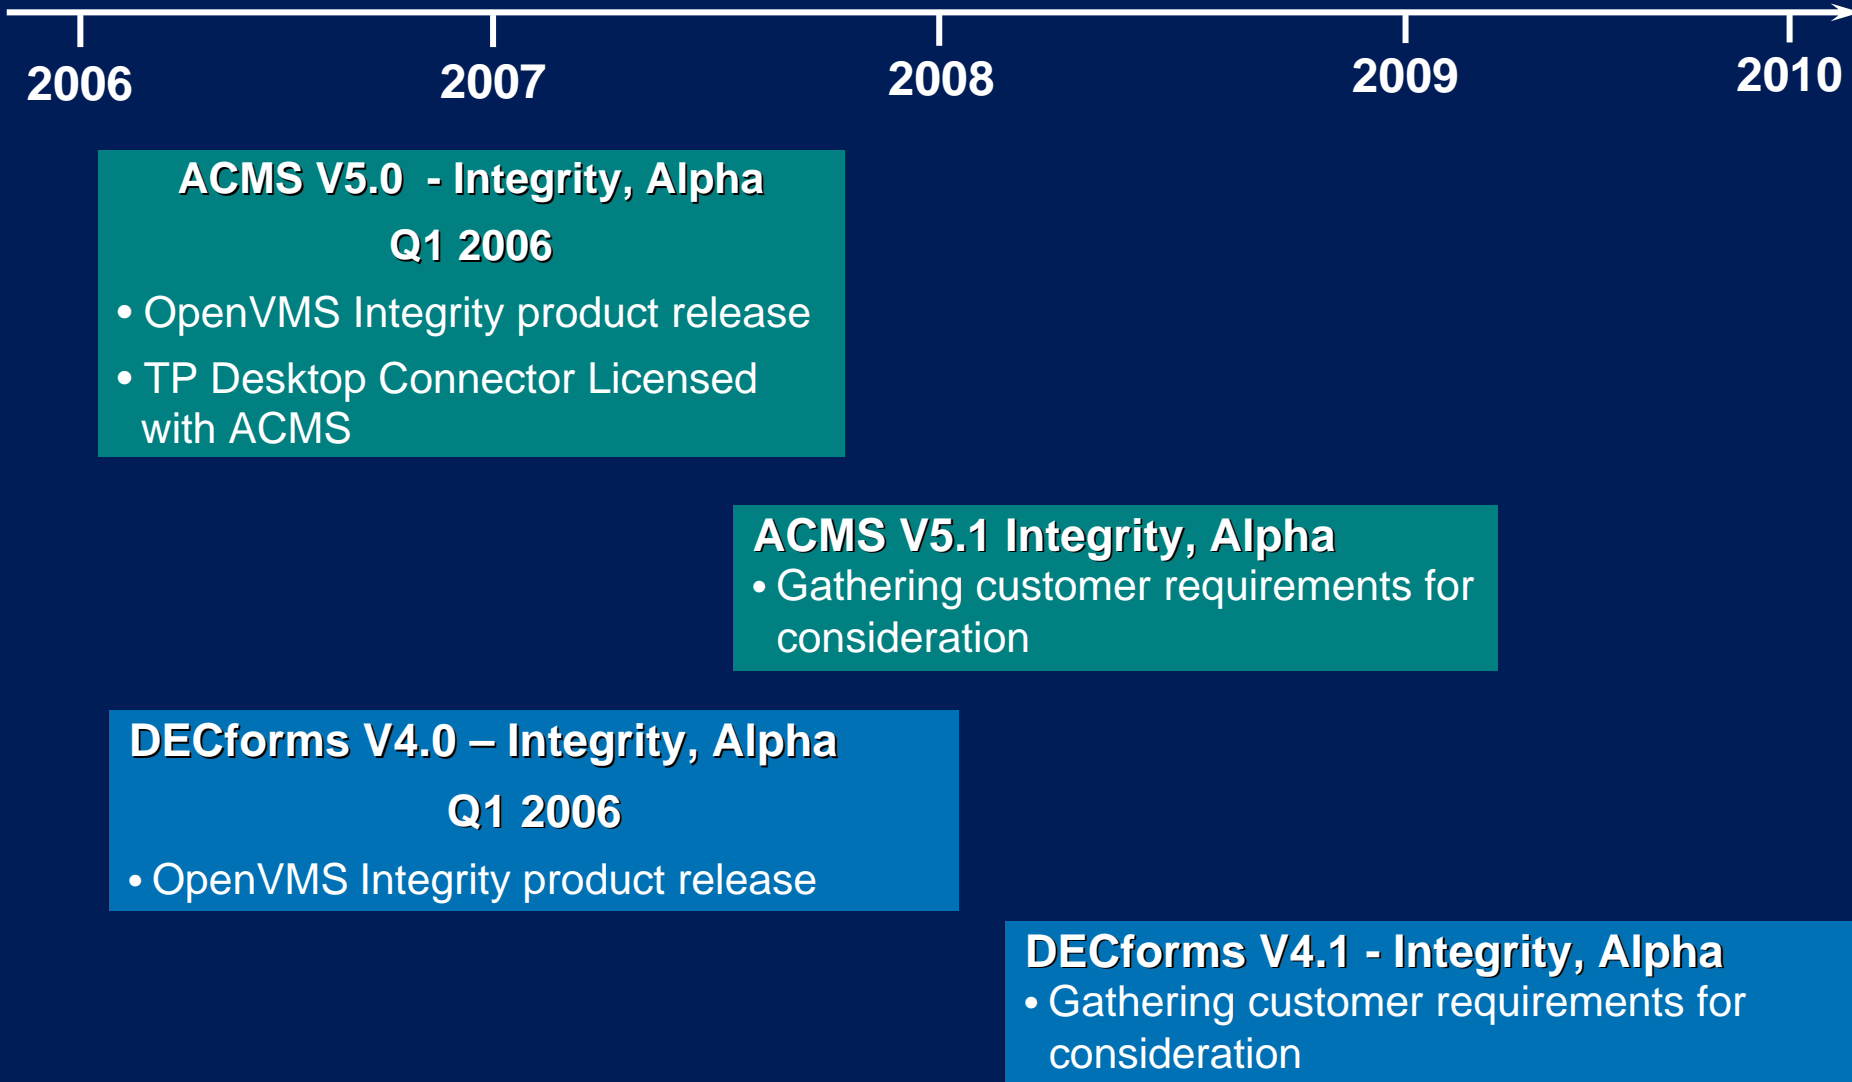 2006 2007 2008 2009 2010
ACMS V5.0 - Integrity, Alpha
Q1 2006
• OpenVMS Integrity product release
• TP Desktop Connector Licensed
with ACMS
ACMS V5.1 Integrity, Alpha
• Gathering customer requirements for
consideration
DECforms V4.0 – Integrity, Alpha
Q1 2006
• OpenVMS Integrity product release
DECforms V4.1 - Integrity, Alpha
• Gathering customer requirements for
consideration